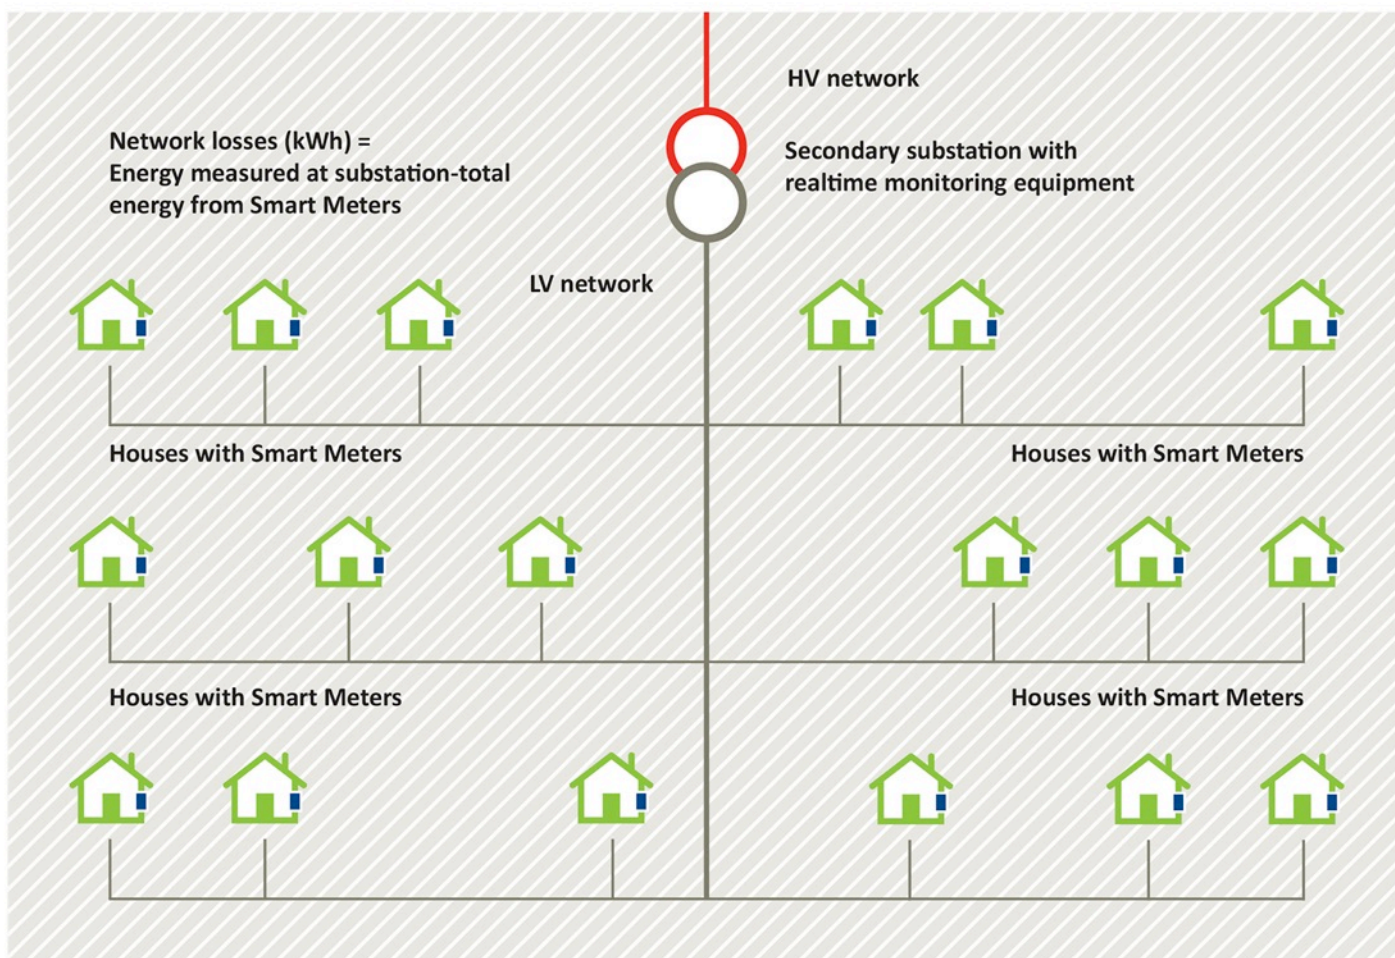 HV network
Network losses (kWh) =
Energy measured at substation-total
energy from Smart Meters
Secondary substation with
realtime monitoring equipment
LV network
Houses with Smart Meters
Houses with Smart Meters
Houses with Smart Meters
Houses with Smart Meters